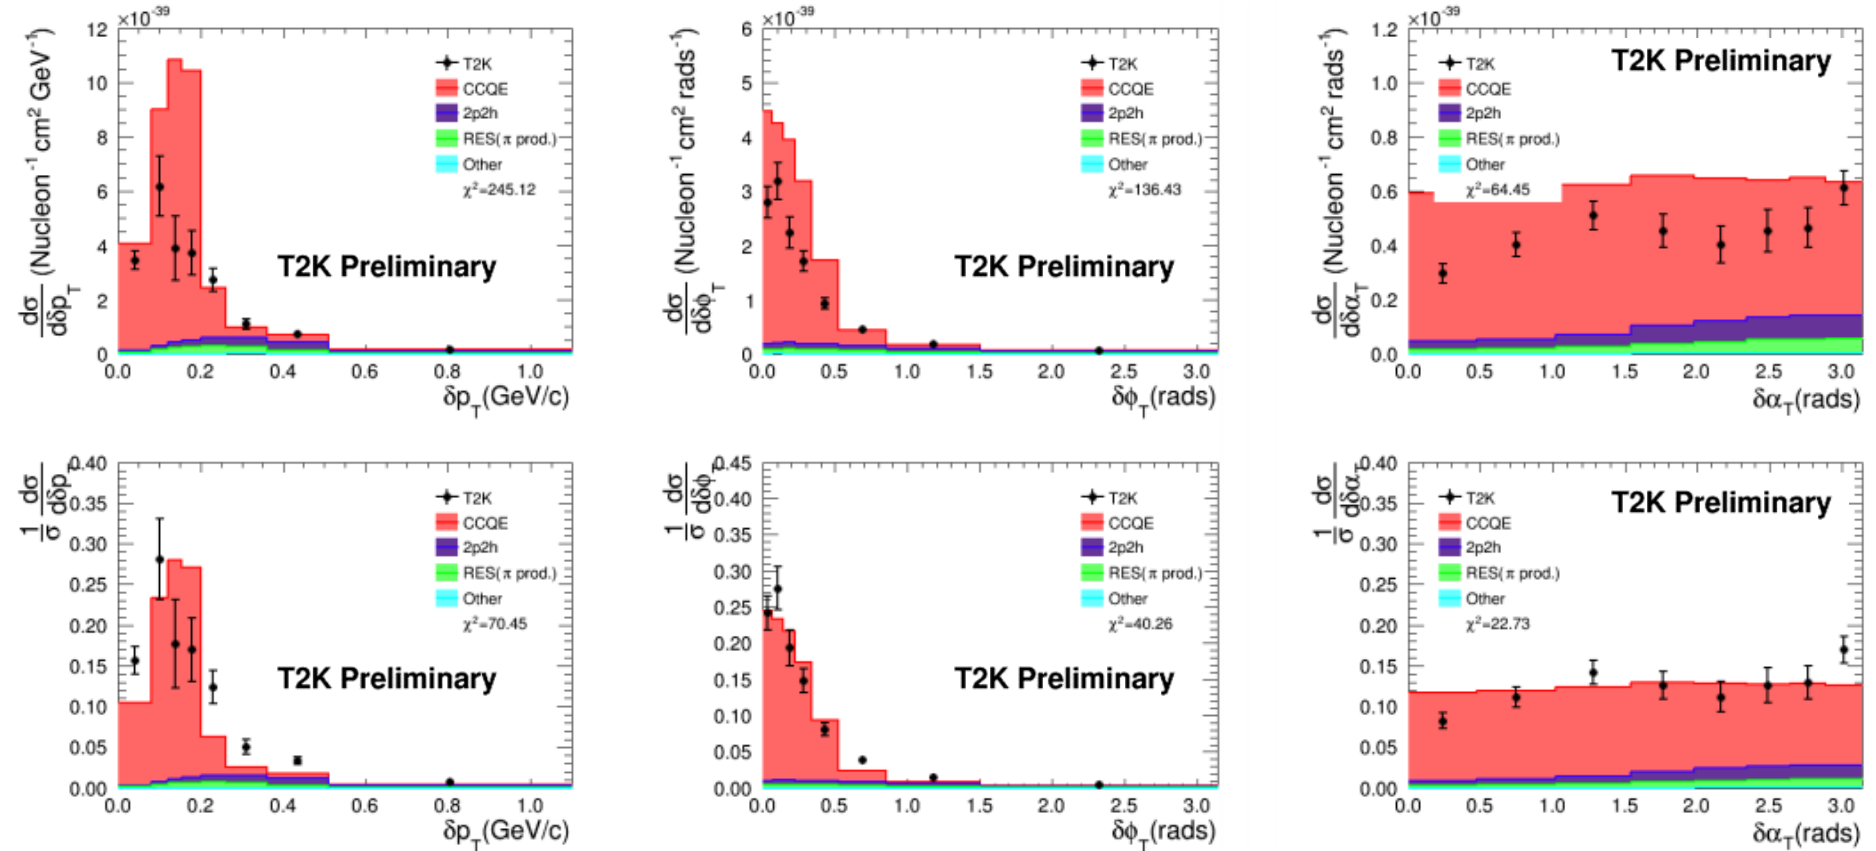 ×10⁻³⁹
dσ/dδp_T (Nucleon⁻¹ cm² GeV⁻¹)
12
10
8
6
4
2
0
T2K
CCQE
2p2h
RES(π prod.)
Other
χ²=245.12
T2K Preliminary
0.0 0.2 0.4 0.6 0.8 1.0
δp_T(GeV/c)
×10⁻³⁹
dσ/dδϕ_T (Nucleon⁻¹ cm² rads⁻¹)
6
5
4
3
2
1
0
T2K
CCQE
2p2h
RES(π prod.)
Other
χ²=136.43
T2K Preliminary
0.0 0.5 1.0 1.5 2.0 2.5 3.0
δϕ_T(rads)
×10⁻³⁹
dσ/dδα_T (Nucleon⁻¹ cm² rads⁻¹)
1.2
1.0
0.8
0.6
0.4
0.2
0.0
T2K Preliminary
T2K
CCQE
2p2h
RES(π prod.)
Other
χ²=64.45
0.0 0.5 1.0 1.5 2.0 2.5 3.0
δα_T(rads)
1/σ dσ/dδp_T
0.40
0.35
0.30
0.25
0.20
0.15
0.10
0.05
0.00
T2K
CCQE
2p2h
RES(π prod.)
Other
χ²=70.45
T2K Preliminary
0.0 0.2 0.4 0.6 0.8 1.0
δp_T(GeV/c)
1/σ dσ/dδϕ_T
0.45
0.40
0.35
0.30
0.25
0.20
0.15
0.10
0.05
0.00
T2K
CCQE
2p2h
RES(π prod.)
Other
χ²=40.26
T2K Preliminary
0.0 0.5 1.0 1.5 2.0 2.5 3.0
δϕ_T(rads)
1/σ dσ/dδα_T
0.40
0.35
0.30
0.25
0.20
0.15
0.10
0.05
0.00
T2K Preliminary
T2K
CCQE
2p2h
RES(π prod.)
Other
χ²=22.73
0.0 0.5 1.0 1.5 2.0 2.5 3.0
δα_T(rads)